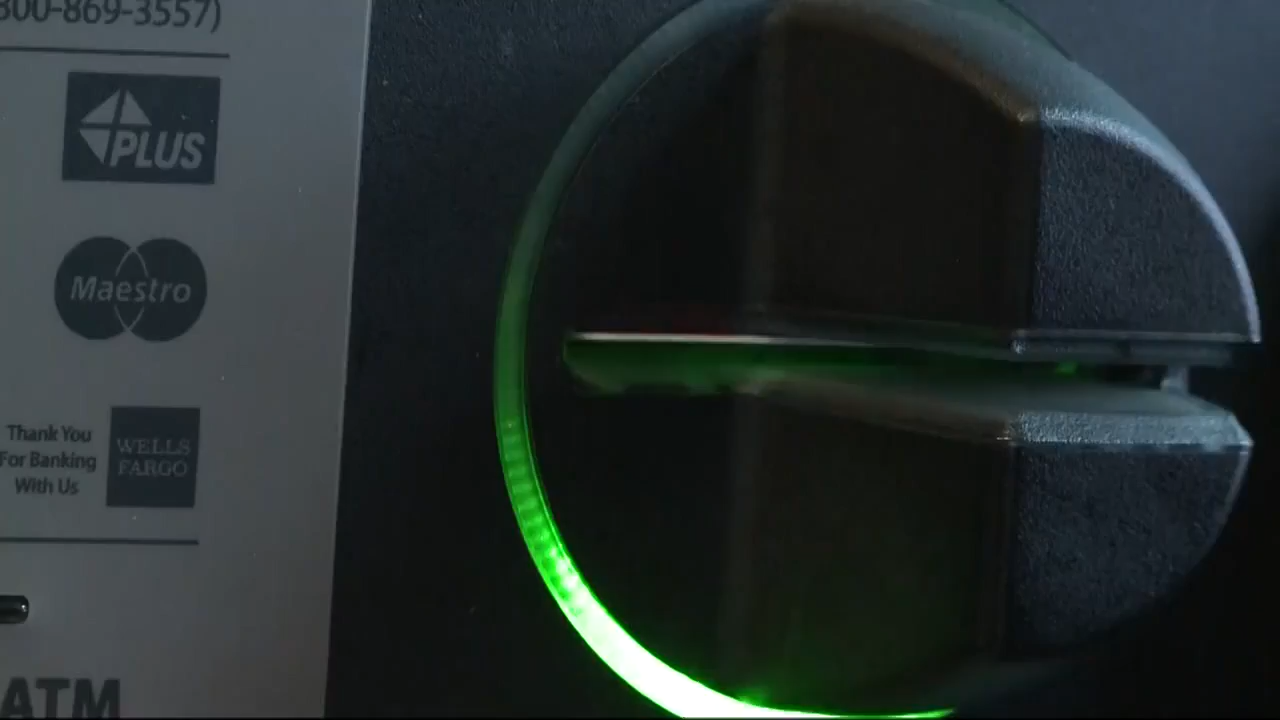 800-869-3557)
PLUS
Maestro
Thank You
For Banking
With Us
WELLS
FARGO
ATM